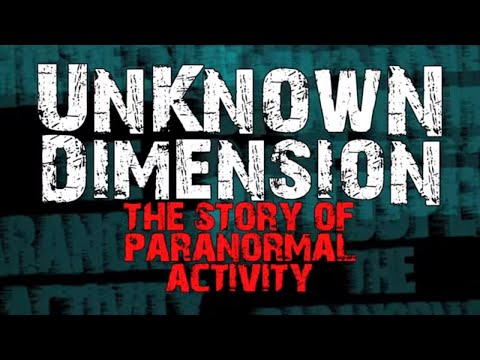 UNKNOWN
DIMENSION
THE STORY OF
PARANORMAL
ACTIVITY